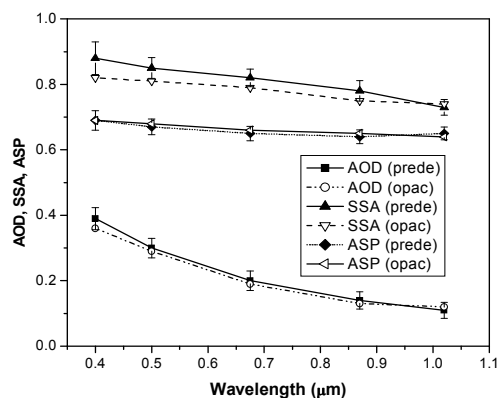 1.0
0.8
0.6
0.4
0.2
0.0
AOD, SSA, ASP
AOD (prede)
AOD (opac)
SSA (prede)
SSA (opac)
ASP (prede)
ASP (opac)
0.4 0.5 0.6 0.7 0.8 0.9 1.0 1.1
Wavelength (μm)